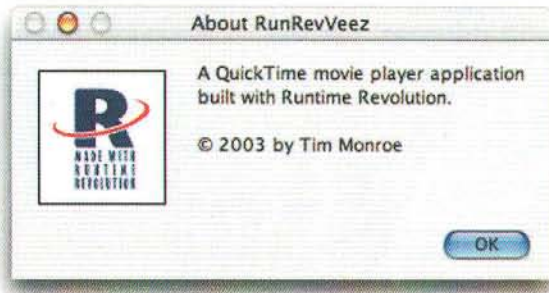 About RunRevVeez
A QuickTime movie player application
built with Runtime Revolution.
© 2003 by Tim Monroe
R
MADE WITH
RUNTIME
REVOLUTION
OK